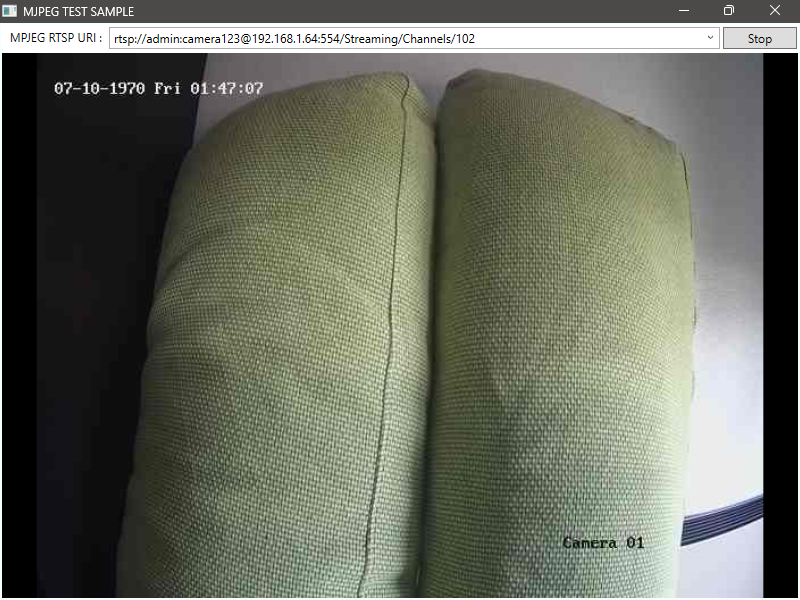 MJPEG TEST SAMPLE
MPJEG RTSP URI : rtsp://admin:camera123@192.168.1.64:554/Streaming/Channels/102 Stop
07-10-1970 Fri 01:47:07
Camera 01